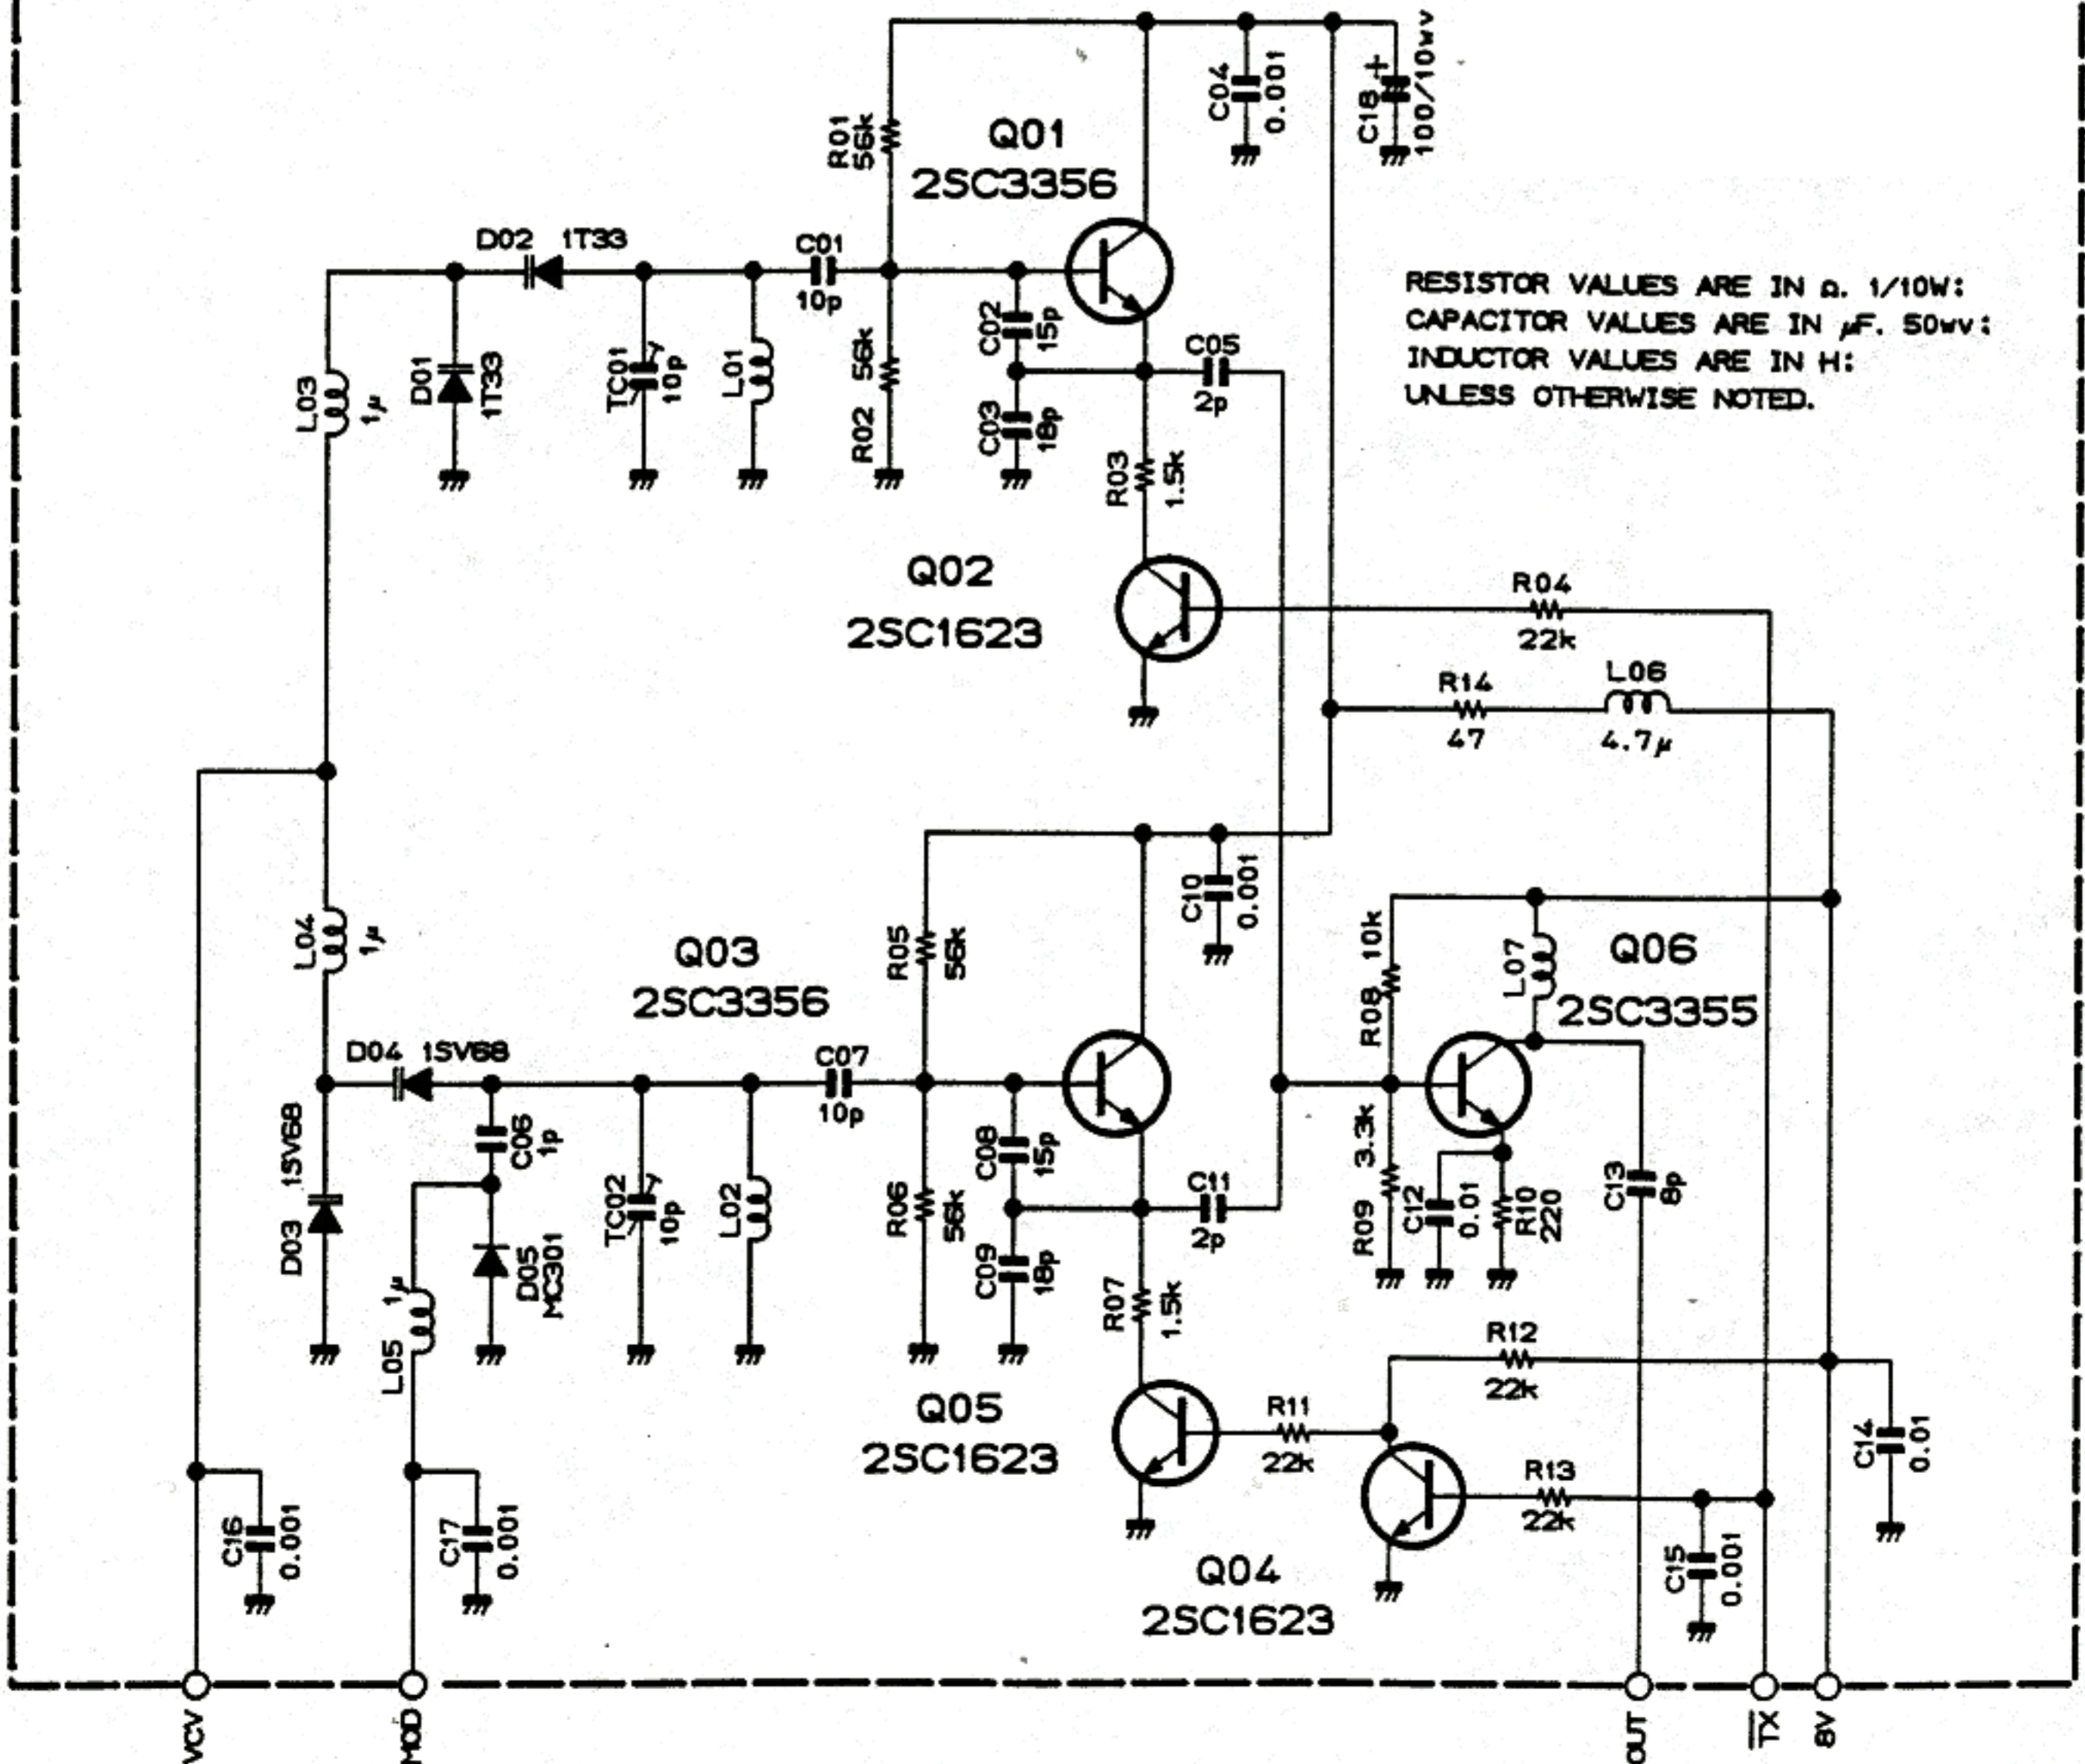 C04
0.001
C18
+
100/10wv
R01
56k
Q01
2SC3356
D02 1T33
C01
10p
RESISTOR VALUES ARE IN Ω. 1/10W:
CAPACITOR VALUES ARE IN μF. 50wv:
INDUCTOR VALUES ARE IN H:
UNLESS OTHERWISE NOTED.
L03
1μ
D01
1T33
TC01
10p
L01
R02 56k
C02
15p
C03
18p
C05
2p
R03
1.5k
Q02
2SC1623
R04
22k
R14
47
L06
4.7μ
L04
1μ
Q03
2SC3356
R05
56k
C10
0.001
R08 10k
L07
Q06
2SC3355
D04 1SV68
C07
10p
D03 1SV68
C06
1p
D05
MC301
L05 1μ
TC02
10p
L02
R06
56k
C08
15p
C09
18p
C11
2p
R07
1.5k
R09 3.3k
C12
0.01
R10
220
C13
8p
R12
22k
Q05
2SC1623
R11
22k
R13
22k
C14
0.01
C16
0.001
C17
0.001
Q04
2SC1623
C15
0.001
VCV
MOD
OUT
TX
8V